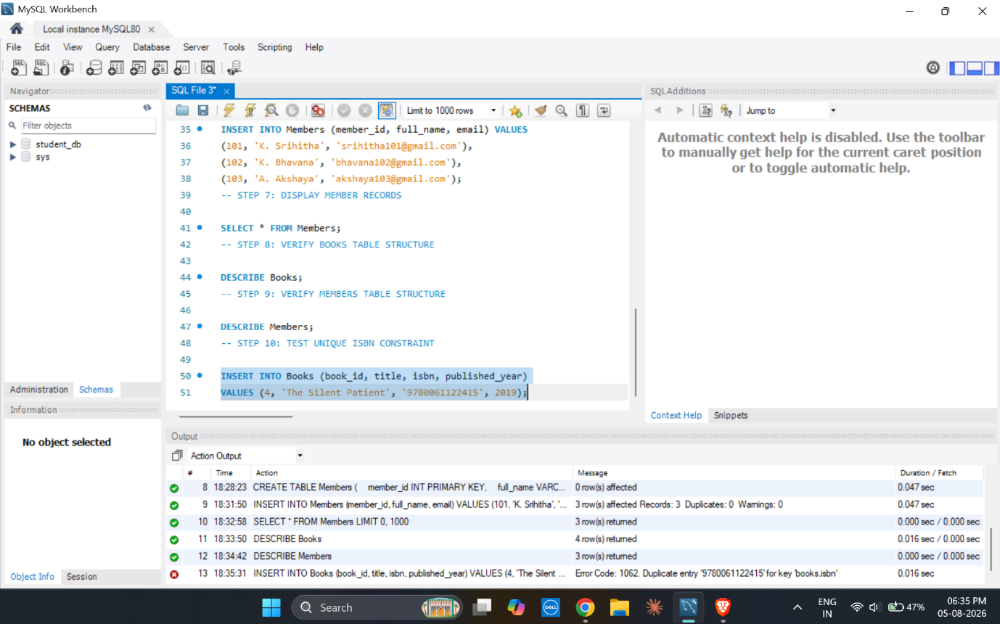 MySQL Workbench
Local instance MySQL80
File Edit View Query Database Server Tools Scripting Help
Navigator
SCHEMAS
Filter objects
student_db
sys
Administration Schemas
Information
No object selected
Object Info Session
SQL File 3*
Limit to 1000 rows
35 INSERT INTO Members (member_id, full_name, email) VALUES
36 (101, 'K. Srihitha', 'srihitha101@gmail.com'),
37 (102, 'K. Bhavana', 'bhavana102@gmail.com'),
38 (103, 'A. Akshaya', 'akshaya103@gmail.com');
39 -- STEP 7: DISPLAY MEMBER RECORDS
40
41 SELECT * FROM Members;
42 -- STEP 8: VERIFY BOOKS TABLE STRUCTURE
43
44 DESCRIBE Books;
45 -- STEP 9: VERIFY MEMBERS TABLE STRUCTURE
46
47 DESCRIBE Members;
48 -- STEP 10: TEST UNIQUE ISBN CONSTRAINT
49
50 INSERT INTO Books (book_id, title, isbn, published_year)
51 VALUES (4, 'The Silent Patient', '9780061122415', 2019);
SQLAdditions
Jump to
Automatic context help is disabled. Use the toolbar
to manually get help for the current caret position
or to toggle automatic help.
Context Help Snippets
Output
Action Output
# Time Action Message Duration / Fetch
8 18:28:23 CREATE TABLE Members ( member_id INT PRIMARY KEY, full_name VARC... 0 row(s) affected 0.047 sec
9 18:31:50 INSERT INTO Members (member_id, full_name, email) VALUES (101, 'K. Srihitha', '... 3 row(s) affected Records: 3 Duplicates: 0 Warnings: 0 0.047 sec
10 18:32:58 SELECT * FROM Members LIMIT 0, 1000 3 row(s) returned 0.000 sec / 0.000 sec
11 18:33:50 DESCRIBE Books 4 row(s) returned 0.016 sec / 0.000 sec
12 18:34:42 DESCRIBE Members 3 row(s) returned 0.000 sec / 0.000 sec
13 18:35:31 INSERT INTO Books (book_id, title, isbn, published_year) VALUES (4, 'The Silent ... Error Code: 1062. Duplicate entry '9780061122415' for key 'books.isbn' 0.016 sec
Search
DELL
ENG
IN
47%
06:35 PM
05-08-2026